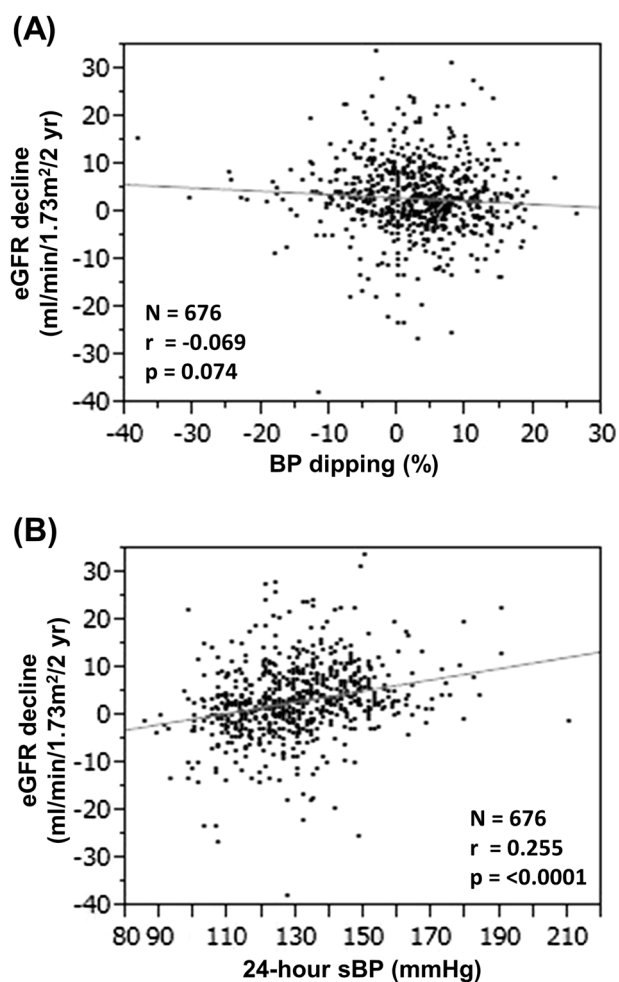 (A)
eGFR decline
(ml/min/1.73m²/2 yr)
30
20
10
0
-10
-20
-30
-40
N = 676
r = -0.069
p = 0.074
-40 -30 -20 -10 0 10 20 30
BP dipping (%)
(B)
eGFR decline
(ml/min/1.73m²/2 yr)
30
20
10
0
-10
-20
-30
-40
N = 676
r = 0.255
p = <0.0001
80 90 110 130 150 170 190 210
24-hour sBP (mmHg)